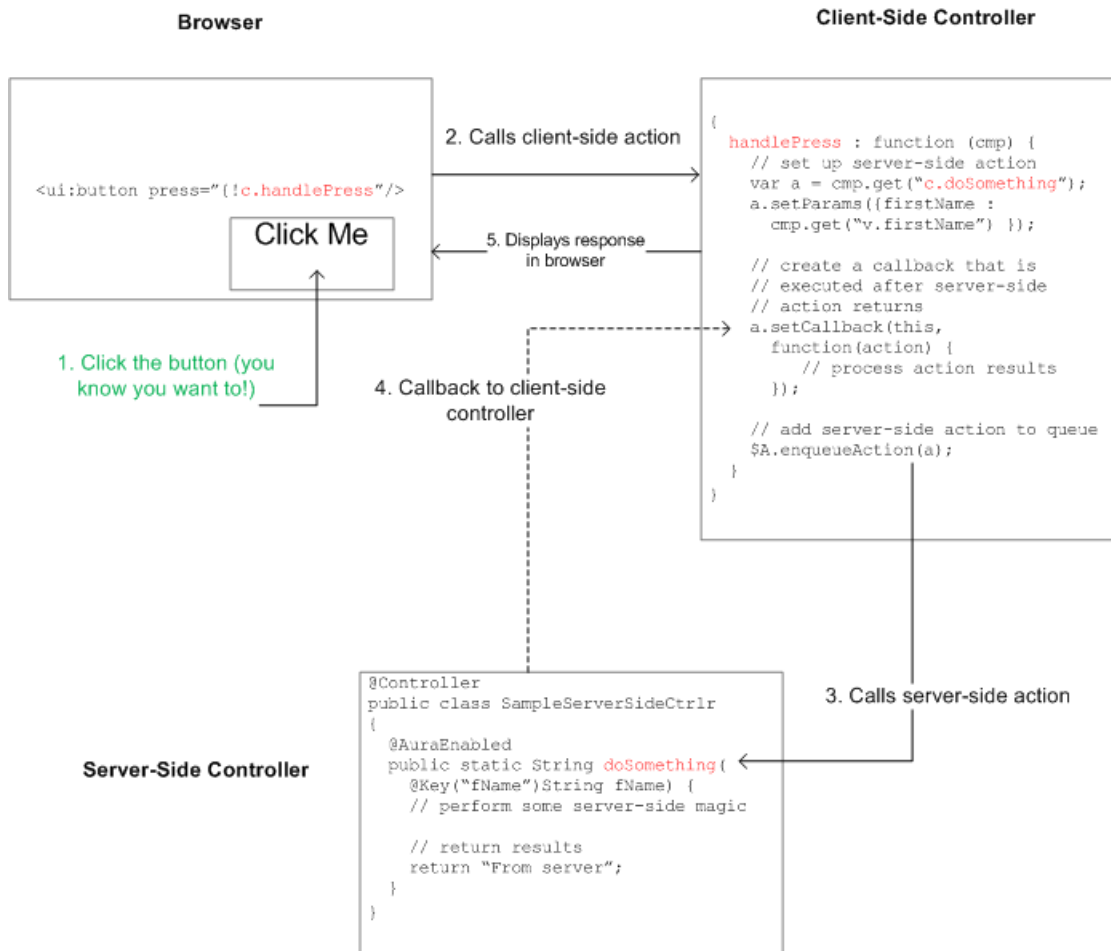 Browser
Client-Side Controller
<ui:button press="{!c.handlePress"/>
Click Me
1. Click the button (you
know you want to!)
2. Calls client-side action
5. Displays response
in browser
{
handlePress : function (cmp) {
// set up server-side action
var a = cmp.get("c.doSomething");
a.setParams({firstName :
cmp.get("v.firstName") });
// create a callback that is
// executed after server-side
// action returns
a.setCallback(this,
function(action) {
// process action results
});
// add server-side action to queue
$A.enqueueAction(a);
}
}
4. Callback to client-side
controller
3. Calls server-side action
Server-Side Controller
@Controller
public class SampleServerSideCtrlr
{
@AuraEnabled
public static String doSomething(
@Key("fName")String fName) {
// perform some server-side magic
// return results
return "From server";
}
}